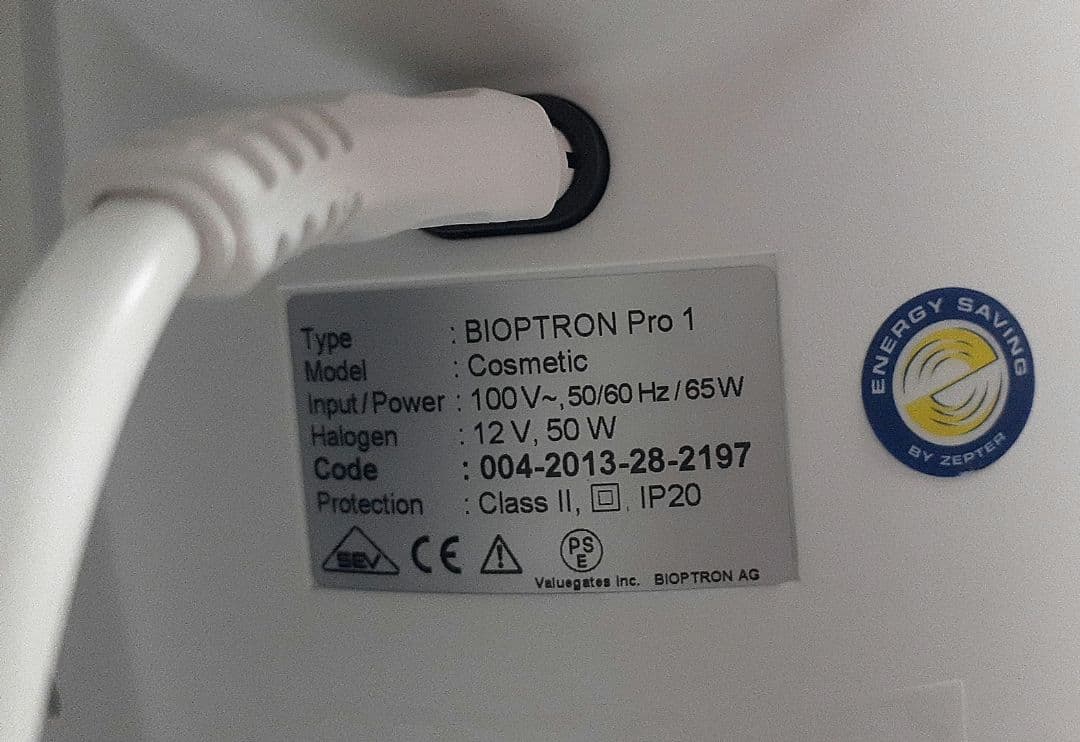 Type : BIOPTRON Pro 1
Model : Cosmetic
Input/Power : 100V~, 50/60 Hz/65W
Halogen : 12 V, 50 W
Code : 004-2013-28-2197
Protection : Class II, IP20
SEV CE PSE
Valuegates Inc. BIOPTRON AG
ENERGY SAVING
BY ZEPTER